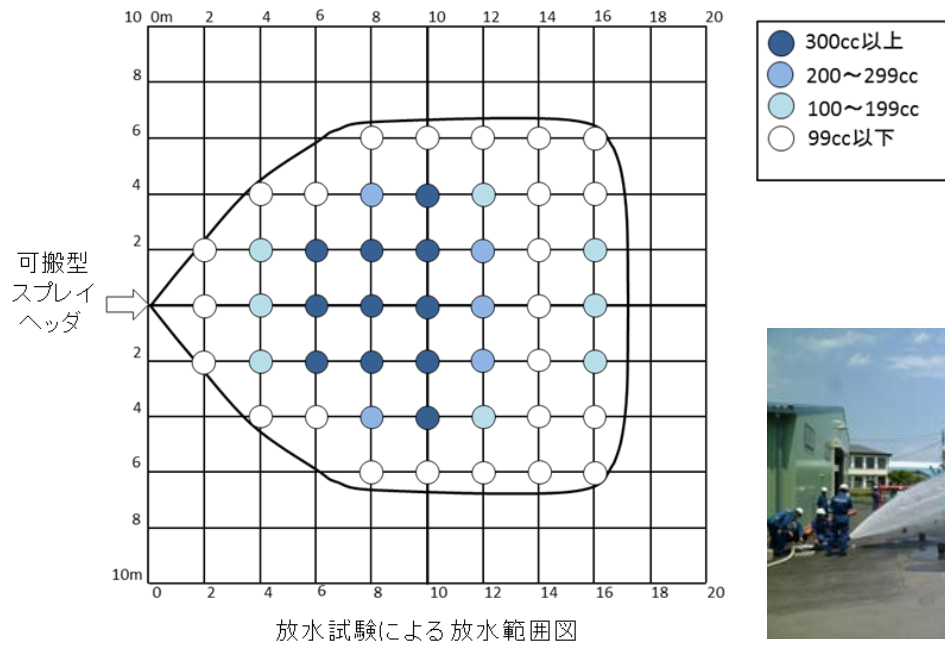 10 0m 2 4 6 8 10 12 14 16 18 20
8
6
4
2
2
4
6
8
10m
0 2 4 6 8 10 12 14 16 18 20
可搬型
スプレイ
ヘッダ
放水試験による放水範囲図
300cc以上
200～299cc
100～199cc
99cc以下